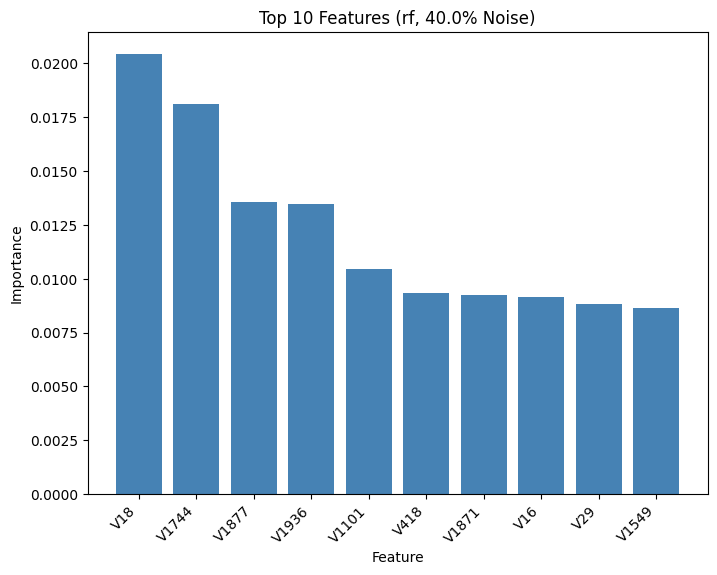 Top 10 Features (rf, 40.0% Noise)
0.0200
0.0175
0.0150
0.0125
0.0100
0.0075
0.0050
0.0025
0.0000
Importance
V18
V1744
V1877
V1936
V1101
V418
V1871
V16
V29
V1549
Feature